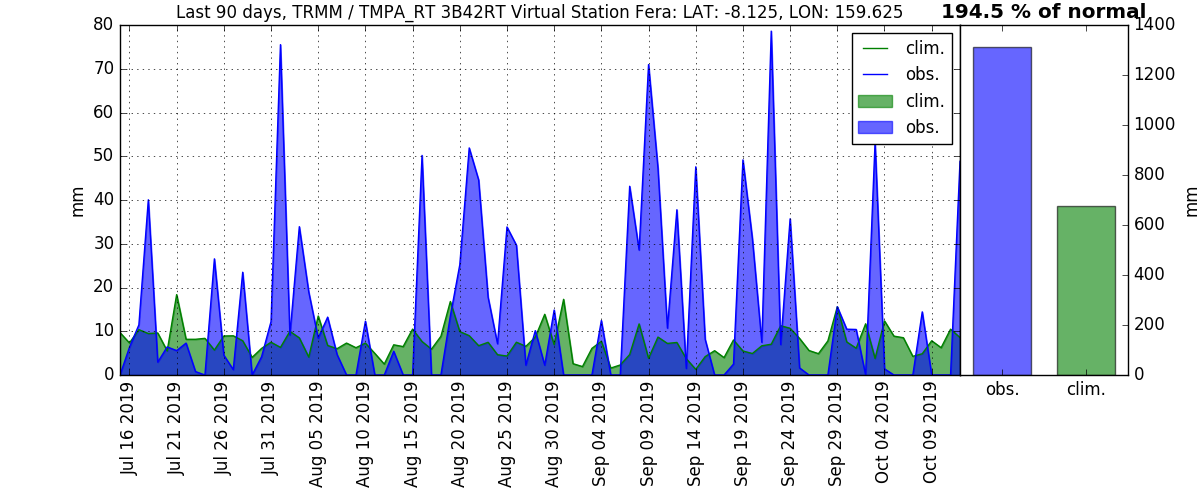 Last 90 days, TRMM / TMPA_RT 3B42RT Virtual Station Fera: LAT: -8.125, LON: 159.625
194.5 % of normal
80
70
60
50
40
30
20
10
0
mm
clim.
obs.
clim.
obs.
1400
1200
1000
800
600
400
200
0
mm
obs.
clim.
Jul 16 2019
Jul 21 2019
Jul 26 2019
Jul 31 2019
Aug 05 2019
Aug 10 2019
Aug 15 2019
Aug 20 2019
Aug 25 2019
Aug 30 2019
Sep 04 2019
Sep 09 2019
Sep 14 2019
Sep 19 2019
Sep 24 2019
Sep 29 2019
Oct 04 2019
Oct 09 2019